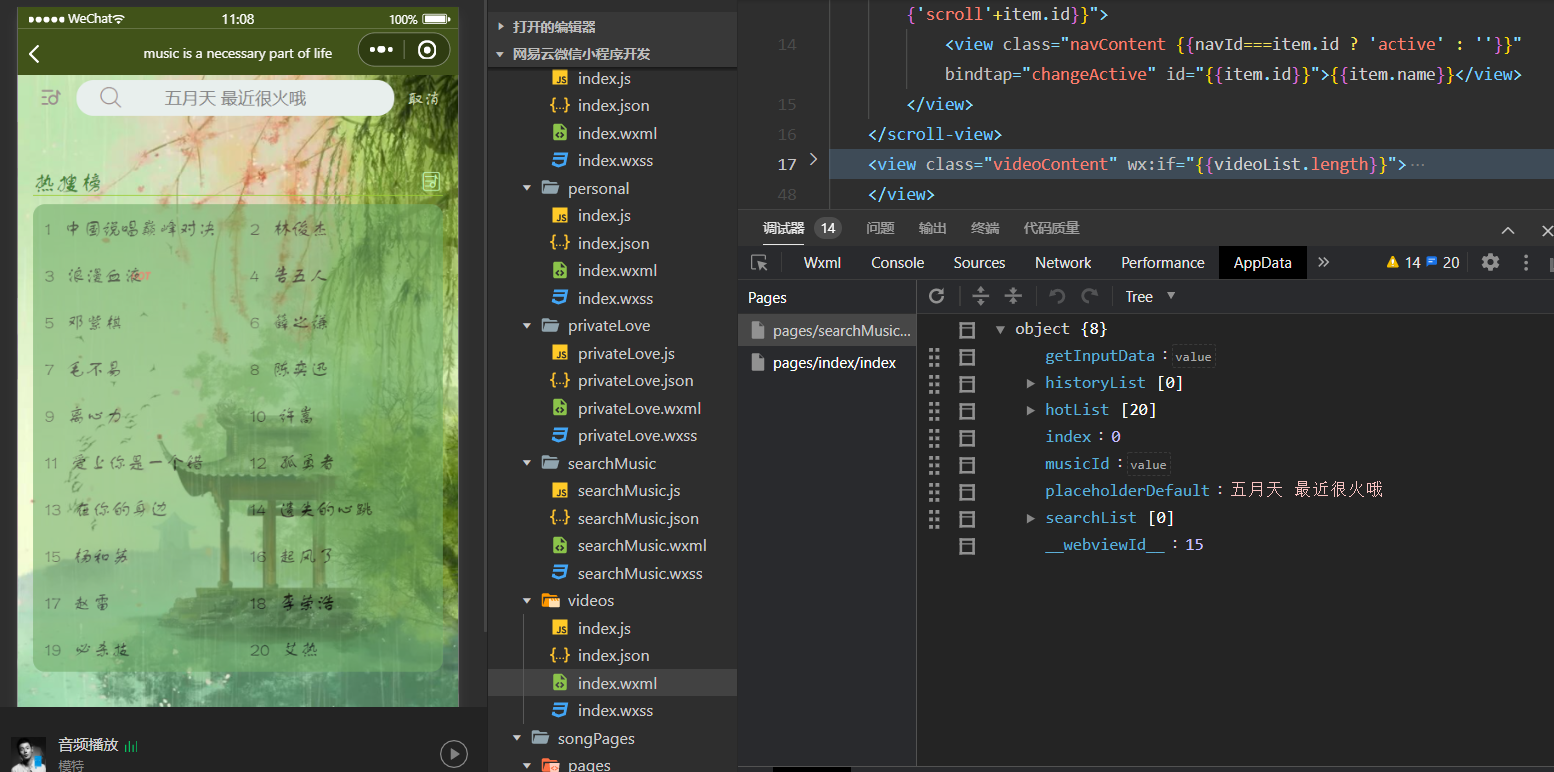 WeChat 11:08 100%
music is a necessary part of life
五月天 最近很火哦 取消
热搜榜
1 中国说唱巅峰对决 2 林俊杰
3 浪漫血液 4 告五人
5 邓紫棋 6 薛之谦
7 毛不易 8 陈奕迅
9 离心力 10 许嵩
11 爱上你是一个错 12 孤勇者
13 在你的身边 14 遗失的心跳
15 杨和苏 16 起风了
17 赵雷 18 李荣浩
19 必杀技 20 艾热
音频播放
模特
打开的编辑器
网易云微信小程序开发
index.js
index.json
index.wxml
index.wxss
personal
index.js
index.json
index.wxml
index.wxss
privateLove
privateLove.js
privateLove.json
privateLove.wxml
privateLove.wxss
searchMusic
searchMusic.js
searchMusic.json
searchMusic.wxml
searchMusic.wxss
videos
index.js
index.json
index.wxml
index.wxss
songPages
pages
{'scroll'+item.id}}">
14 <view class="navContent {{navId===item.id ? 'active' : ''}}"
bindtap="changeActive" id="{{item.id}}">{{item.name}}</view>
15 </view>
16 </scroll-view>
17 <view class="videoContent" wx:if="{{videoList.length}}">…
48 </view>
调试器 14 问题 输出 终端 代码质量
Wxml Console Sources Network Performance AppData 14 20
Pages
Tree
pages/searchMusic...
pages/index/index
object {8}
getInputData : value
historyList [0]
hotList [20]
index : 0
musicId : value
placeholderDefault : 五月天 最近很火哦
searchList [0]
__webviewId__ : 15